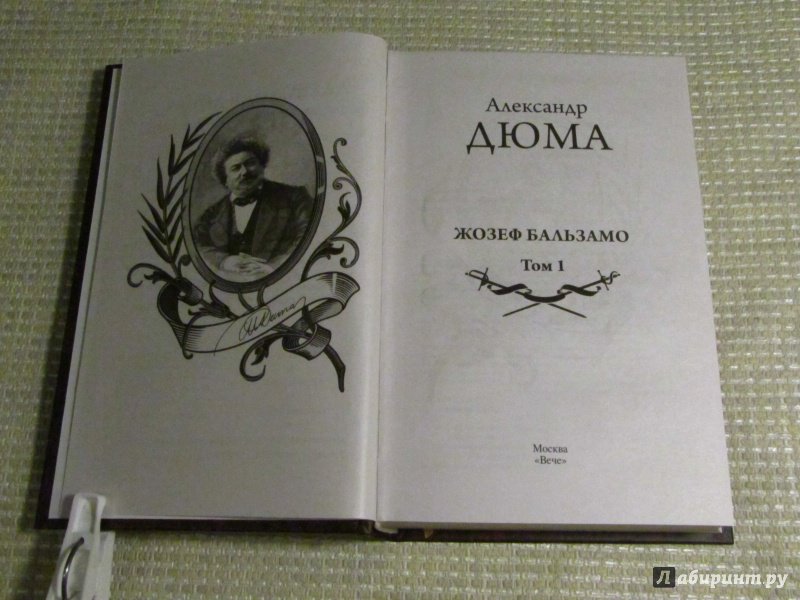 Александр
ДЮМА
ЖОЗЕФ БАЛЬЗАМО
Том 1
Москва
«Вече»
Лабиринт.ру